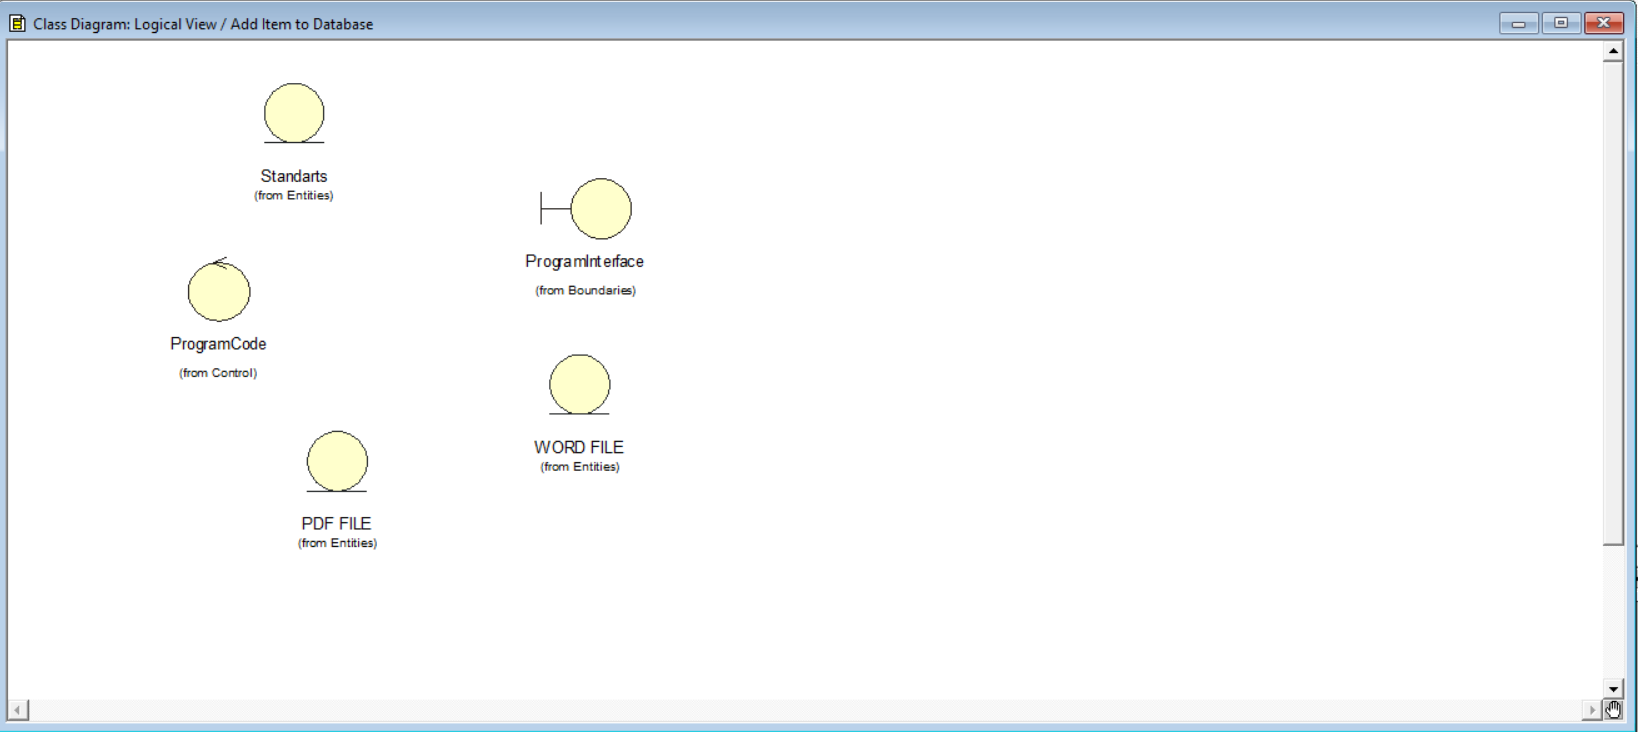 Class Diagram: Logical View / Add Item to Database
Standarts
(from Entities)
ProgramInterface
(from Boundaries)
ProgramCode
(from Control)
WORD FILE
(from Entities)
PDF FILE
(from Entities)